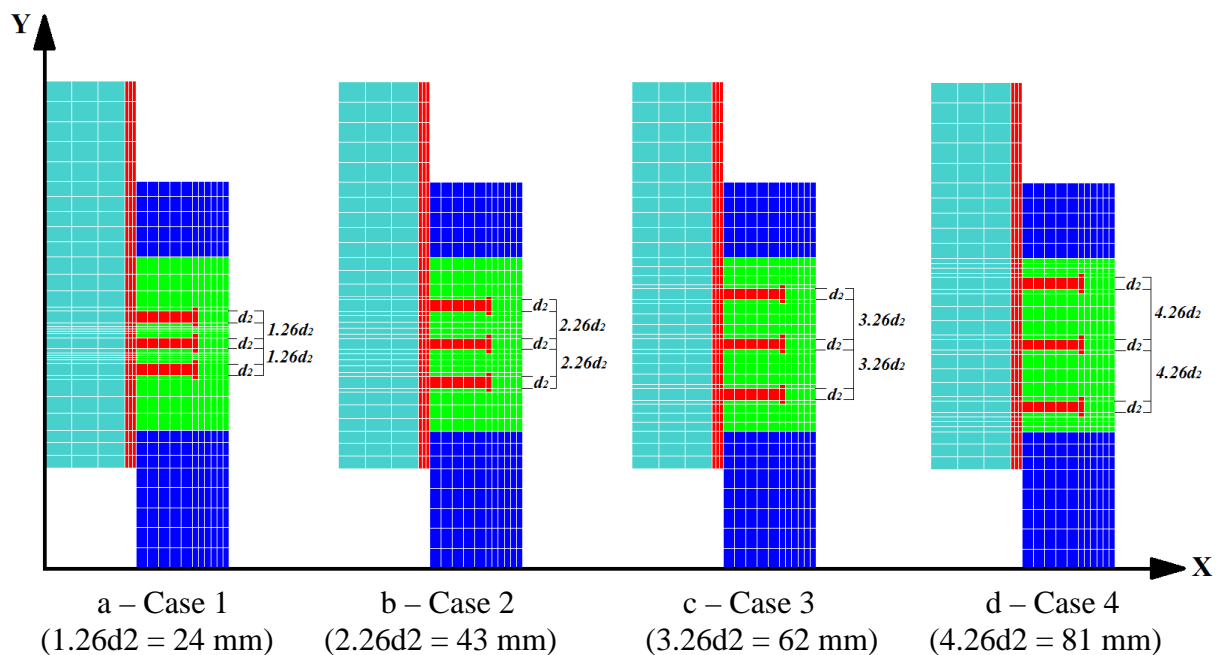 Y
d2
1.26d2
d2
1.26d2
d2
d2
2.26d2
d2
2.26d2
d2
d2
3.26d2
d2
3.26d2
d2
d2
4.26d2
d2
4.26d2
d2
X
a – Case 1
(1.26d2 = 24 mm)
b – Case 2
(2.26d2 = 43 mm)
c – Case 3
(3.26d2 = 62 mm)
d – Case 4
(4.26d2 = 81 mm)